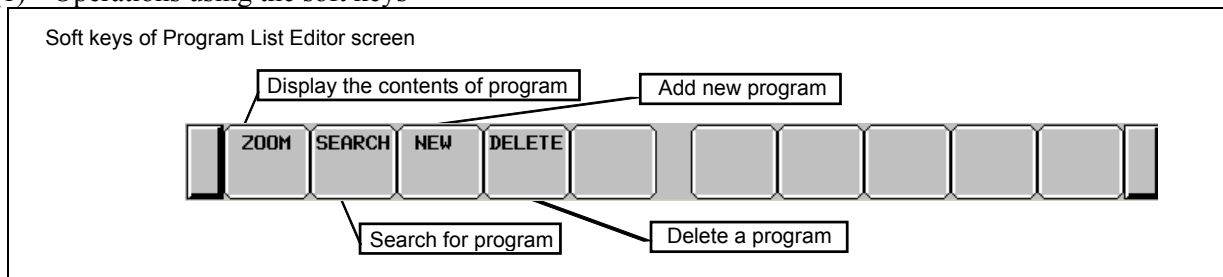 Operations using the soft keys
Soft keys of Program List Editor screen
Display the contents of program
Add new program
ZOOM SEARCH NEW DELETE
Search for program
Delete a program